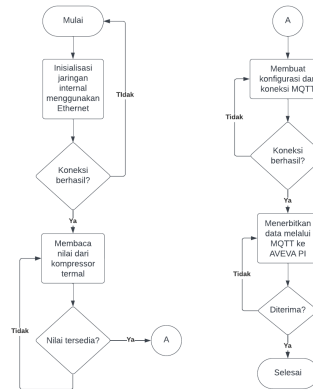 Mulai
Inisialisasi
jaringan
internal
menggunakan
Ethernet
TIdak
Koneksi
berhasil?
Ya
Membaca
nilai dari
kompressor
termal
Tidak
Nilai tersedia?
Ya
A
A
Membuat
konfigurasi dan
koneksi MQTT
Tidak
Koneksi
berhasil?
Ya
Menerbitkan
data melalui
MQTT ke
AVEVA PI
Tidak
Diterima?
Ya
Selesai